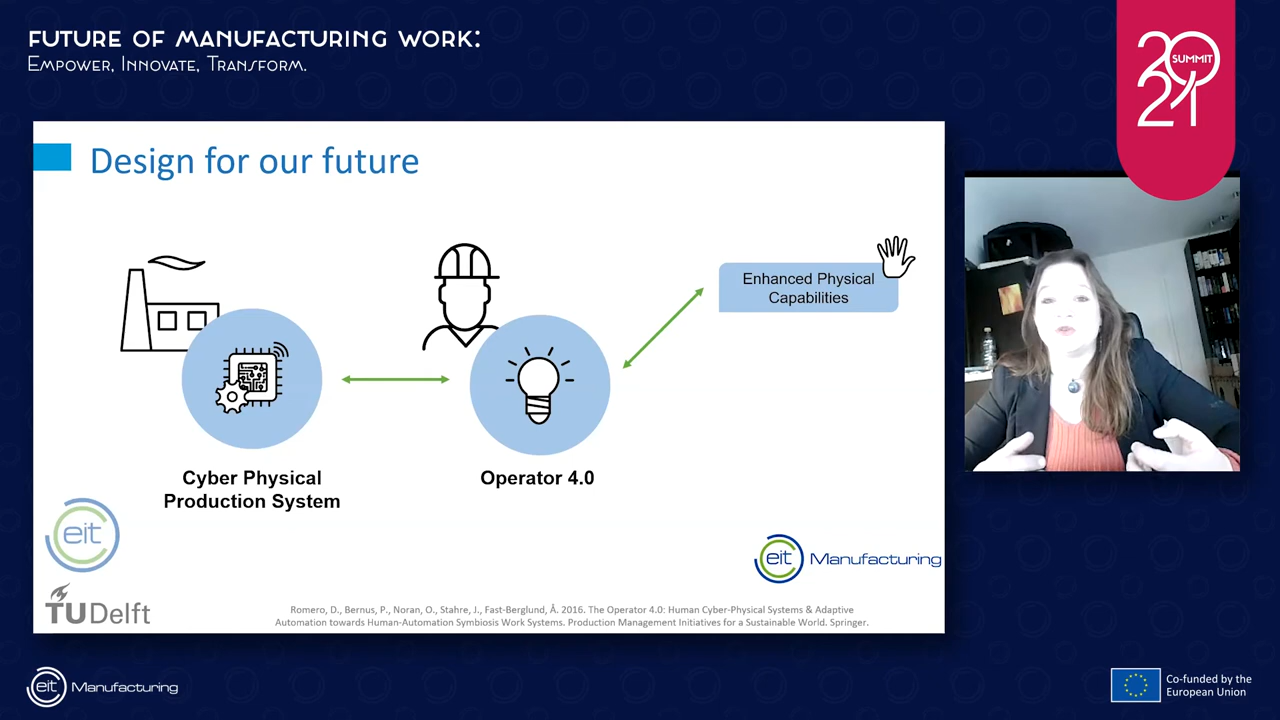 FUTURE OF MANUFACTURING WORK:
EMPOWER, INNOVATE, TRANSFORM.
2021
SUMMIT
Design for our future
Enhanced Physical
Capabilities
Cyber Physical
Production System
Operator 4.0
eit
eit Manufacturing
TUDelft
Romero, D., Bernus, P., Noran, O., Stahre, J., Fast-Berglund, Å. 2016. The Operator 4.0: Human Cyber-Physical Systems & Adaptive
Automation towards Human-Automation Symbiosis Work Systems. Production Management Initiatives for a Sustainable World. Springer.
eit Manufacturing
Co-funded by the
European Union